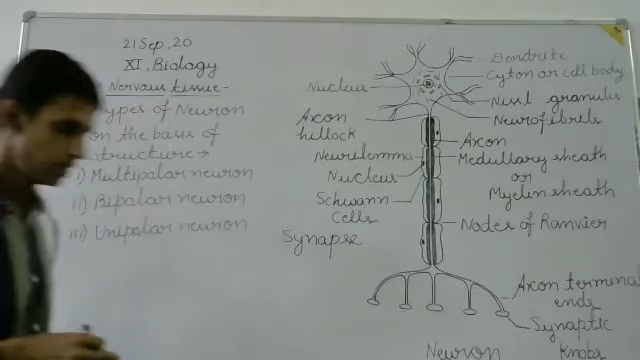 21 Sep, 20
XI, Biology
Nervous tissue -
Types of Neuron
on the basis of
structure →
i) Multipolar neuron
ii) Bipolar neuron
iii) Unipolar neuron
Nucleus
Axon
hillock
Neurilemma
Nucleus
Schwann
Cells
Synapse
Dendrite
Cyton or cell body
N
Nissl granules
Neurofibrils
Axon
Medullary sheath
or
Myelin sheath
Nodes of Ranvier
Axon terminal
ends
Synaptic
Knobs
Neuron